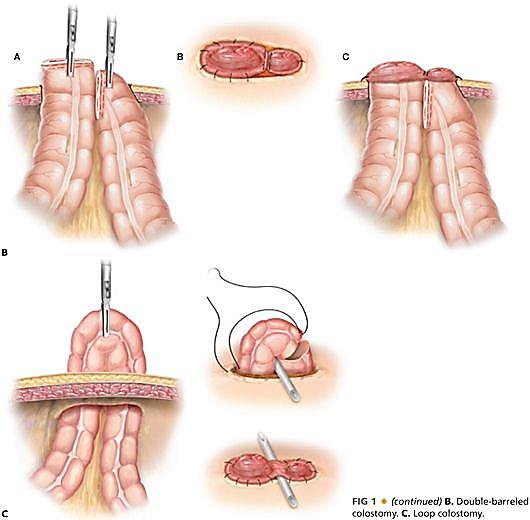 A
B
C
B
C
FIG 1 • (continued) B. Double-barreled
colostomy. C. Loop colostomy.